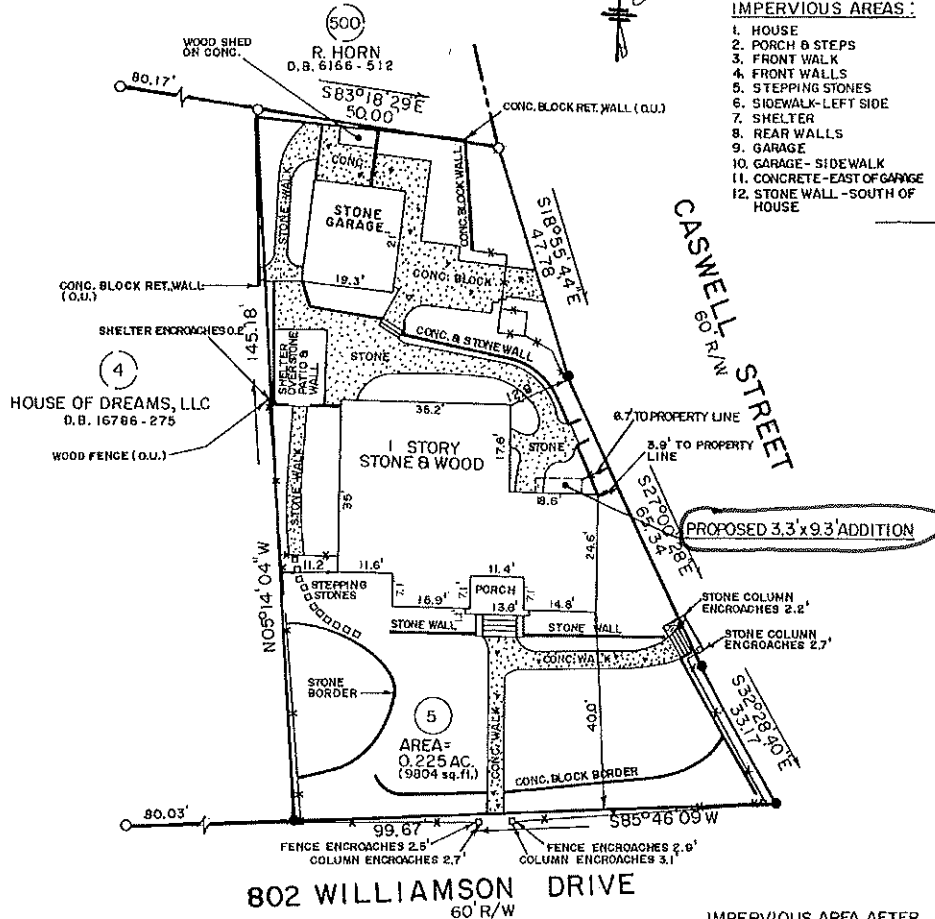 IMPERVIOUS AREAS:
1. HOUSE
2. PORCH & STEPS
3. FRONT WALK
4. FRONT WALLS
5. STEPPING STONES
6. SIDEWALK-LEFT SIDE
7. SHELTER
8. REAR WALLS
9. GARAGE
10. GARAGE-SIDEWALK
11. CONCRETE-EAST OF GARAGE
12. STONE WALL-SOUTH OF
HOUSE
500
R. HORN
D.B. 6166-512
WOOD SHED
ON CONC.
80.17'
S83°18'29"E
50.00
CONC. BLOCK RET. WALL (O.U.)
CONC.
STONE WALK
STONE
GARAGE
21'
19.3'
CONC. BLOCK WALL
S18°55'44"E
47.78'
CASWELL STREET
60' R/W
CONC. BLOCK
CONC. BLOCK RET. WALL
(O.U.)
145.18'
SHELTER ENCROACHES 0.2'
CONC. & STONE WALL
STONE
SHELTER
OVER STONE
PATIO &
WALL
4
HOUSE OF DREAMS, LLC
D.B. 16786-275
WOOD FENCE (O.U.)
36.2'
1 STORY
STONE & WOOD
17.6'
STONE
6.7' TO PROPERTY LINE
3.9' TO PROPERTY
LINE
18.6'
STONE WALK
35'
65.34'
PROPOSED 3.3' x 9.3' ADDITION
24.6'
11.2'
11.6'
11.4'
STEPPING
STONES
7.1'
16.9'
7.1'
PORCH
7.1'
13.6'
14.8'
STONE COLUMN
ENCROACHES 2.2'
STONE COLUMN
ENCROACHES 2.7'
STONE WALL
STONE WALL
CONC. WALK
N05°14'04"W
STONE
BORDER
5
AREA=
0.225 AC.
(9804 sq.ft.)
CONC. WALK
40.0'
S32°28'40"E
33.17'
CONC. BLOCK BORDER
80.03'
99.67'
S85°46'09"W
FENCE ENCROACHES 2.5'
COLUMN ENCROACHES 2.7'
FENCE ENCROACHES 2.9'
COLUMN ENCROACHES 3.1'
802 WILLIAMSON DRIVE
60' R/W
IMPERVIOUS AREA AFTER